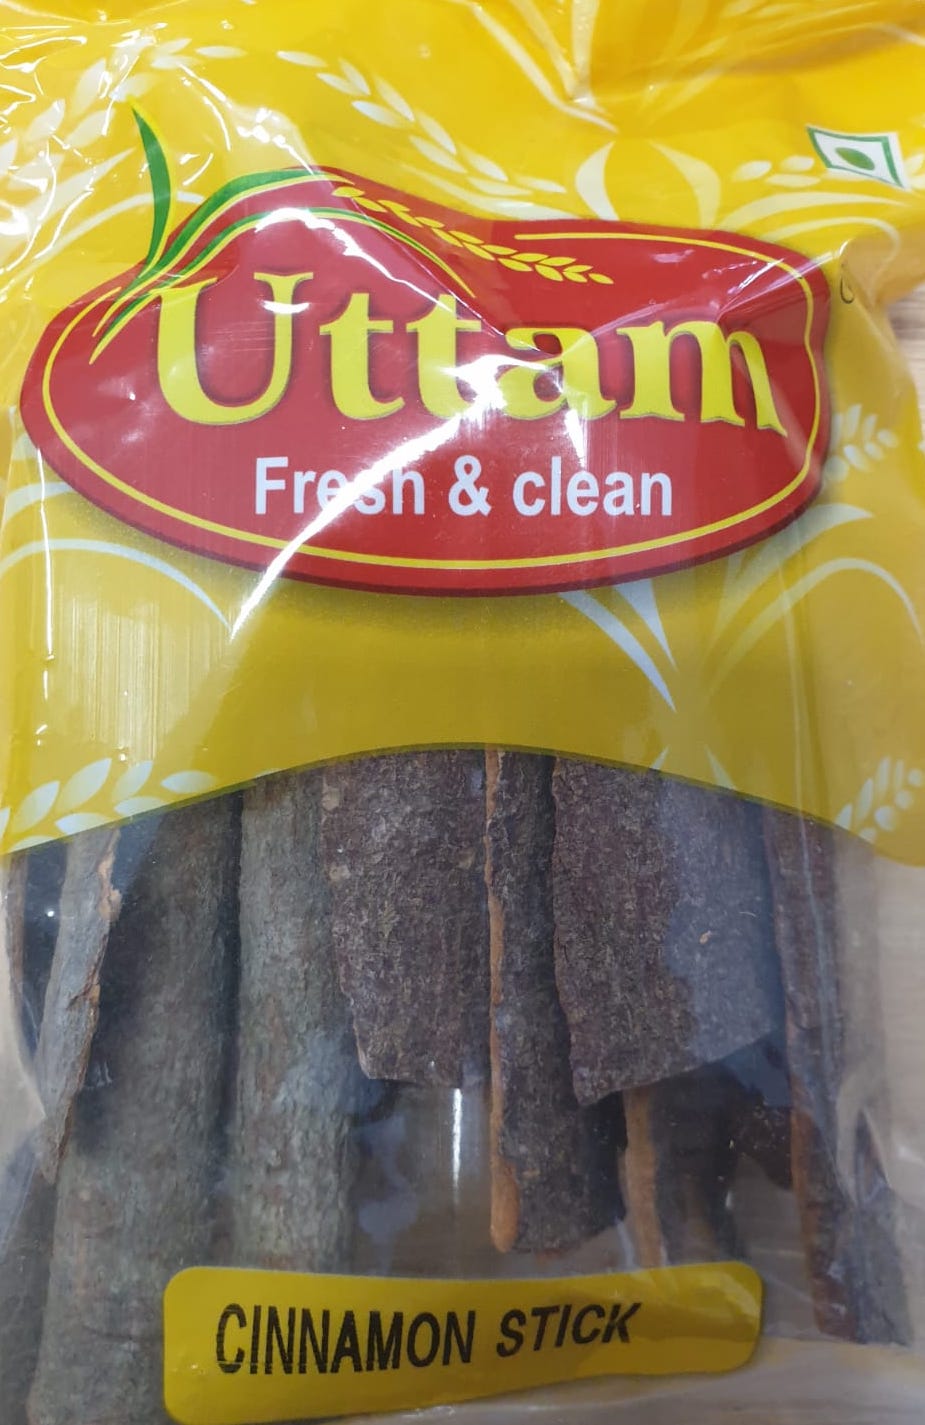 Uttam
Fresh & clean
CINNAMON STICK